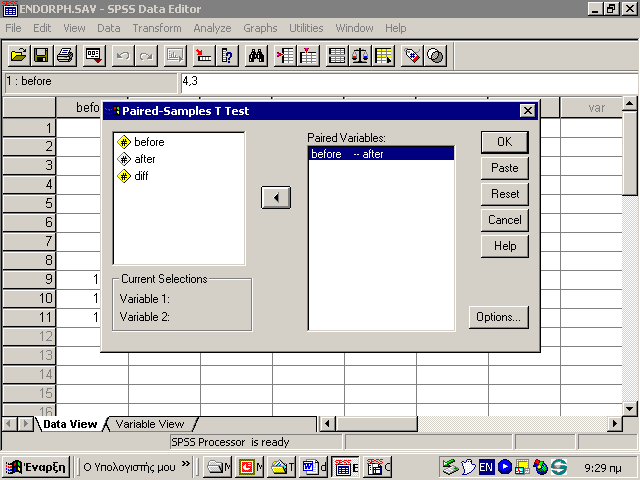 ENDORPH.SAV - SPSS Data Editor
File Edit View Data Transform Analyze Graphs Utilities Window Help
1 : before 4,3
befo var
Paired-Samples T Test
before
after
diff
Paired Variables:
before -- after
OK
Paste
Reset
Cancel
Help
Options...
Current Selections
Variable 1:
Variable 2:
1
2
3
4
5
6
7
8
9 1
10 1
11 1
12
13
14
15
16
Data View Variable View
SPSS Processor is ready
Έναρξη Ο Υπολογιστής μου » M M T d E C EN 9:29 πμ